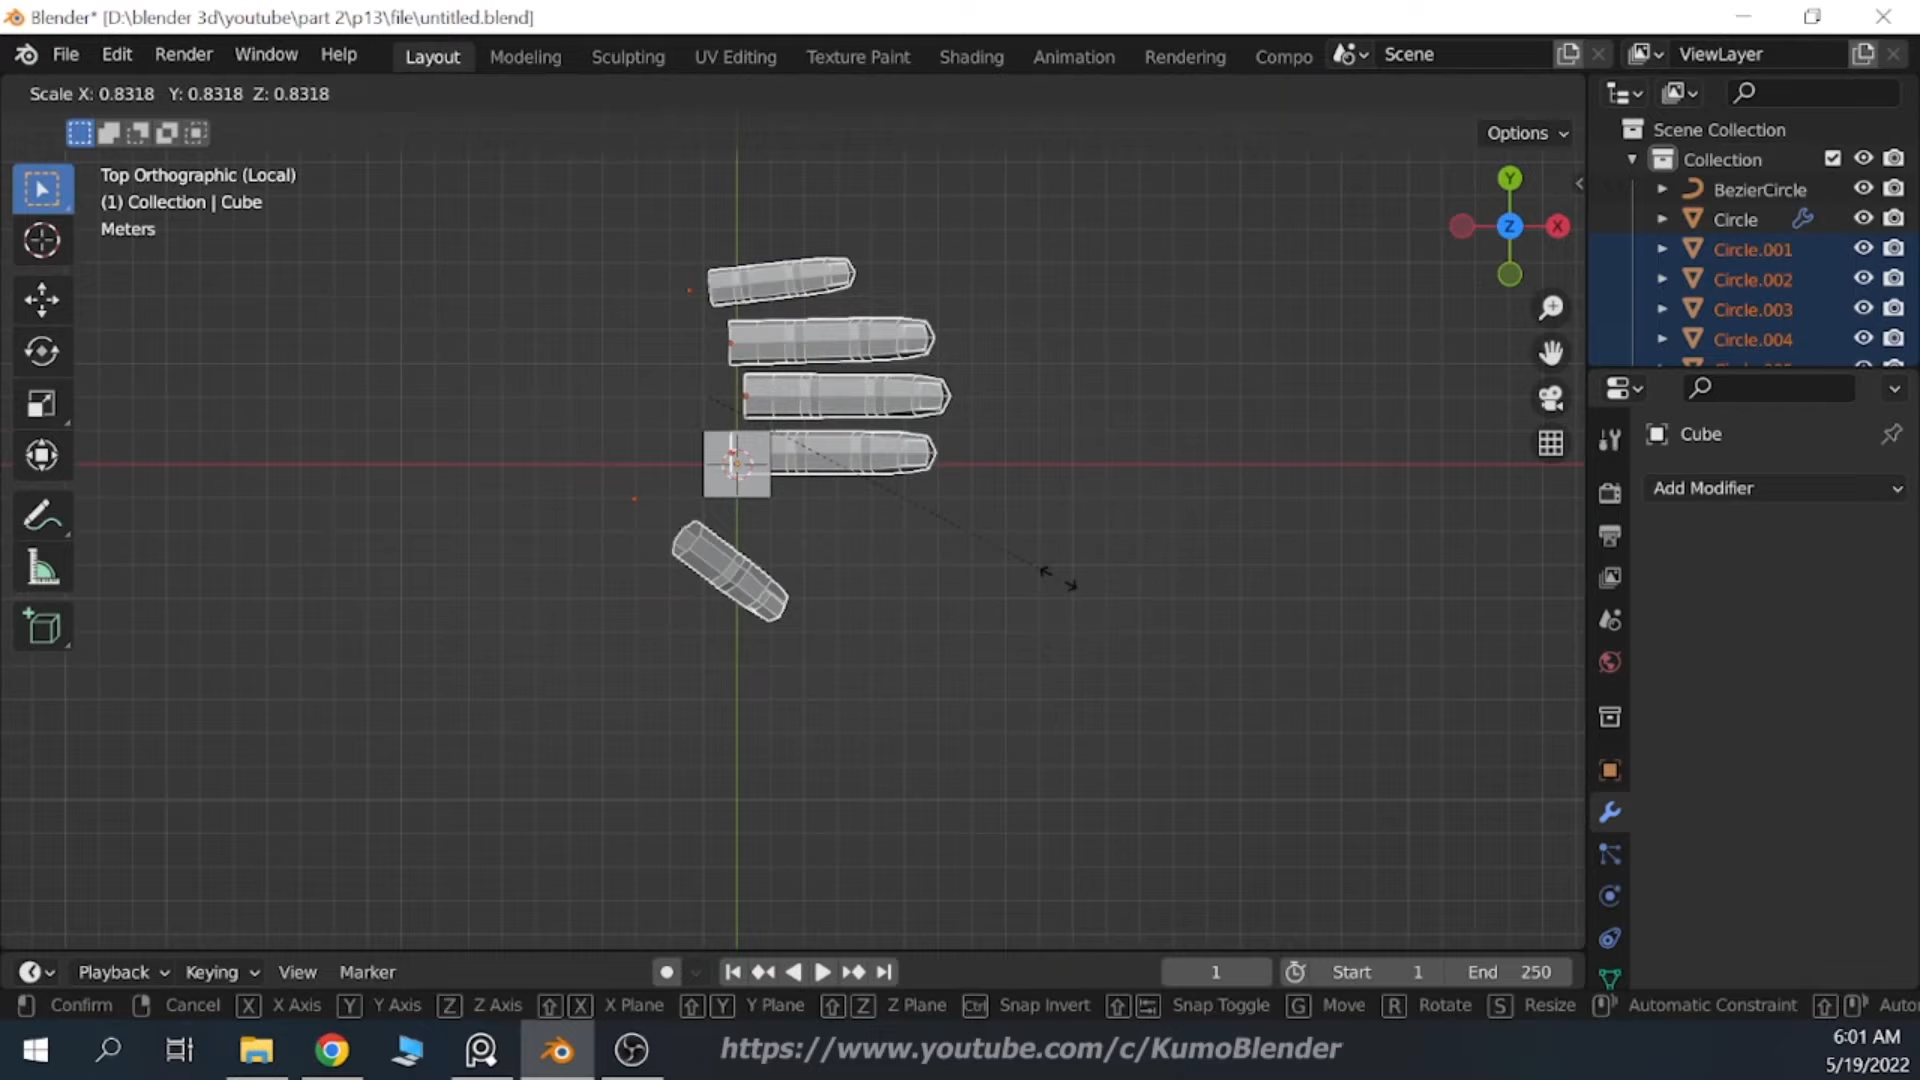 Blender* [D:\blender 3d\youtube\part 2\p13\file\untitled.blend]
File Edit Render Window Help Layout Modeling Sculpting UV Editing Texture Paint Shading Animation Rendering Compo Scene ViewLayer
Scale X: 0.8318 Y: 0.8318 Z: 0.8318
Options
Top Orthographic (Local)
(1) Collection | Cube
Meters
Y
Z
X
Scene Collection
Collection
BezierCircle
Circle
Circle.001
Circle.002
Circle.003
Circle.004
Cube
Add Modifier
Playback Keying View Marker 1 Start 1 End 250
Confirm Cancel X X Axis Y Y Axis Z Z Axis X X Plane Y Y Plane Z Z Plane Ctrl Snap Invert Snap Toggle G Move R Rotate S Resize Automatic Constraint Auto
https://www.youtube.com/c/KumoBlender
6:01 AM
5/19/2022